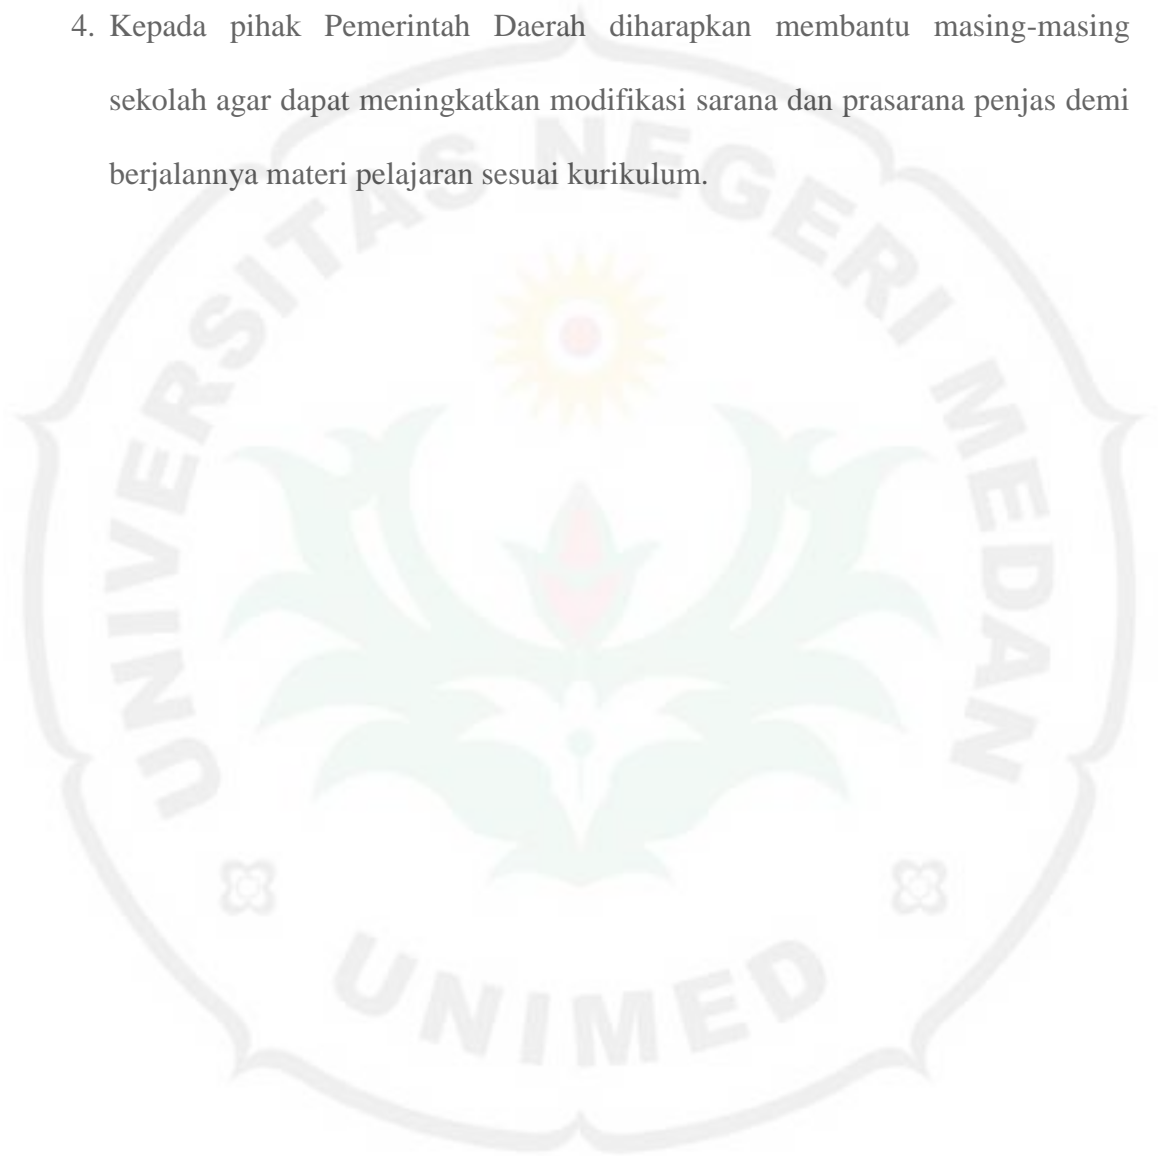 4. Kepada pihak Pemerintah Daerah diharapkan membantu masing-masing
sekolah agar dapat meningkatkan modifikasi sarana dan prasarana penjas demi
berjalannya materi pelajaran sesuai kurikulum.
UNIVERSITAS NEGERI MEDAN
UNIMED